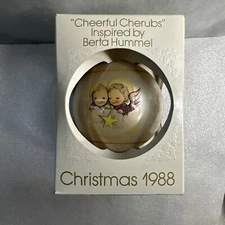 "Cheerful Cherubs"
Inspired by
Berta Hummel
Christmas 1988